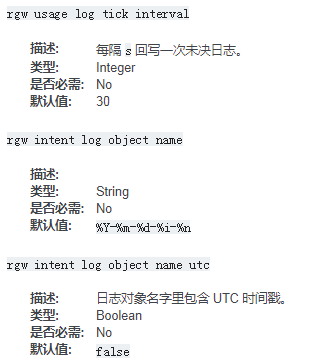 rgw usage log tick interval
描述: 每隔 s 回写一次未决日志。
类型: Integer
是否必需: No
默认值: 30
rgw intent log object name
描述:
类型: String
是否必需: No
默认值: %Y-%m-%d-%i-%n
rgw intent log object name utc
描述: 日志对象名字里包含 UTC 时间戳。
类型: Boolean
是否必需: No
默认值: false